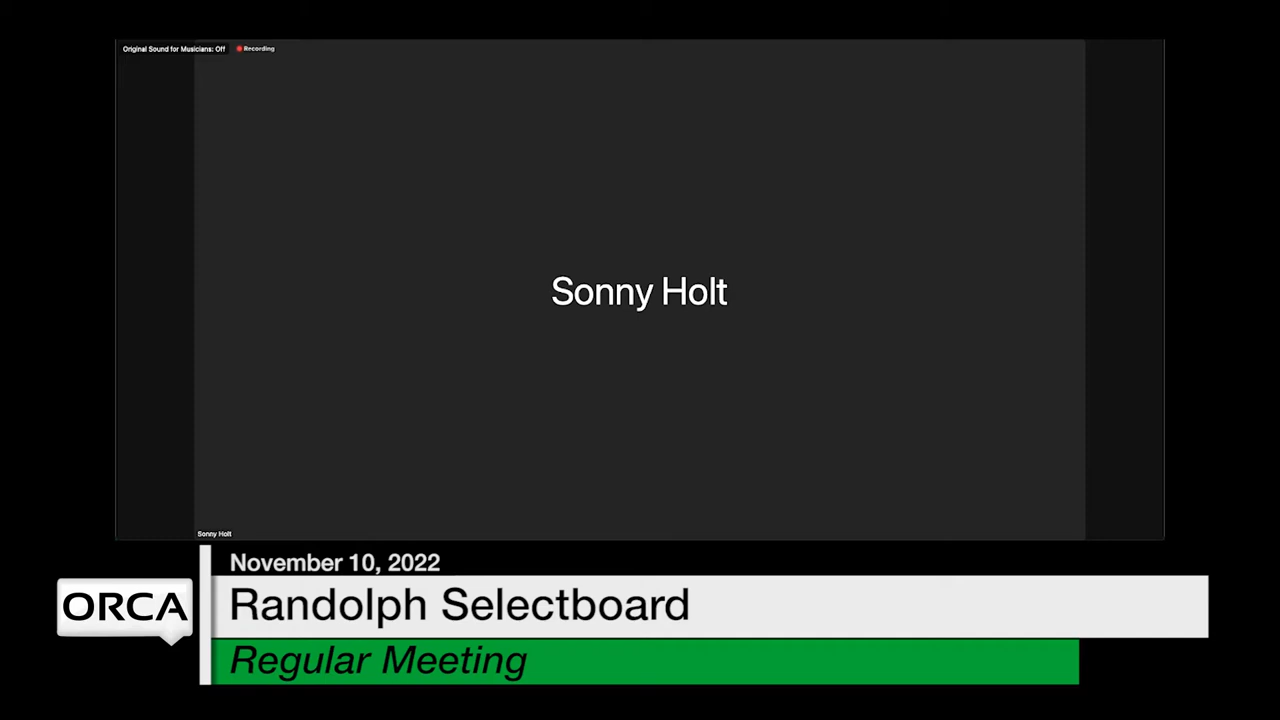 Original Sound for Musicians: Off
Recording
Sonny Holt
Sonny Holt
November 10, 2022
ORCA
Randolph Selectboard
Regular Meeting